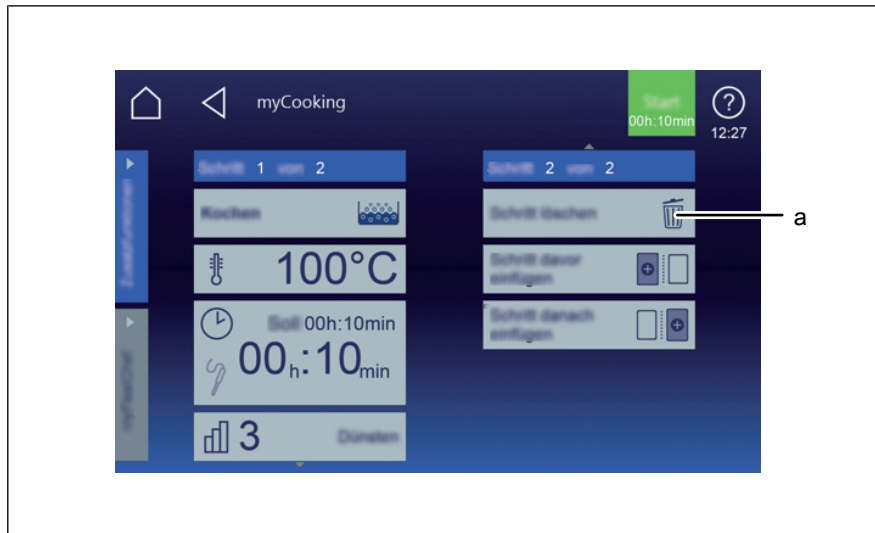 myCooking
Start
00h:10min
12:27
Zusatzfunktionen
Schritt 1 von 2
Kochen
100°C
Soll 00h:10min
00h:10min
3 Dünsten
Schritt 2 von 2
Schritt löschen
Schritt davor
einfügen
Schritt danach
einfügen
a